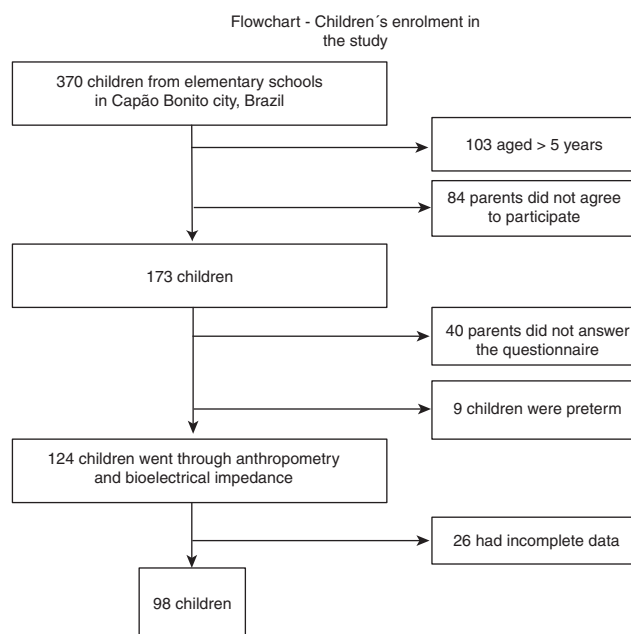 Flowchart - Children´s enrolment in
the study
370 children from elementary schools
in Capão Bonito city, Brazil
103 aged > 5 years
84 parents did not agree
to participate
173 children
40 parents did not answer
the questionnaire
9 children were preterm
124 children went through anthropometry
and bioelectrical impedance
26 had incomplete data
98 children